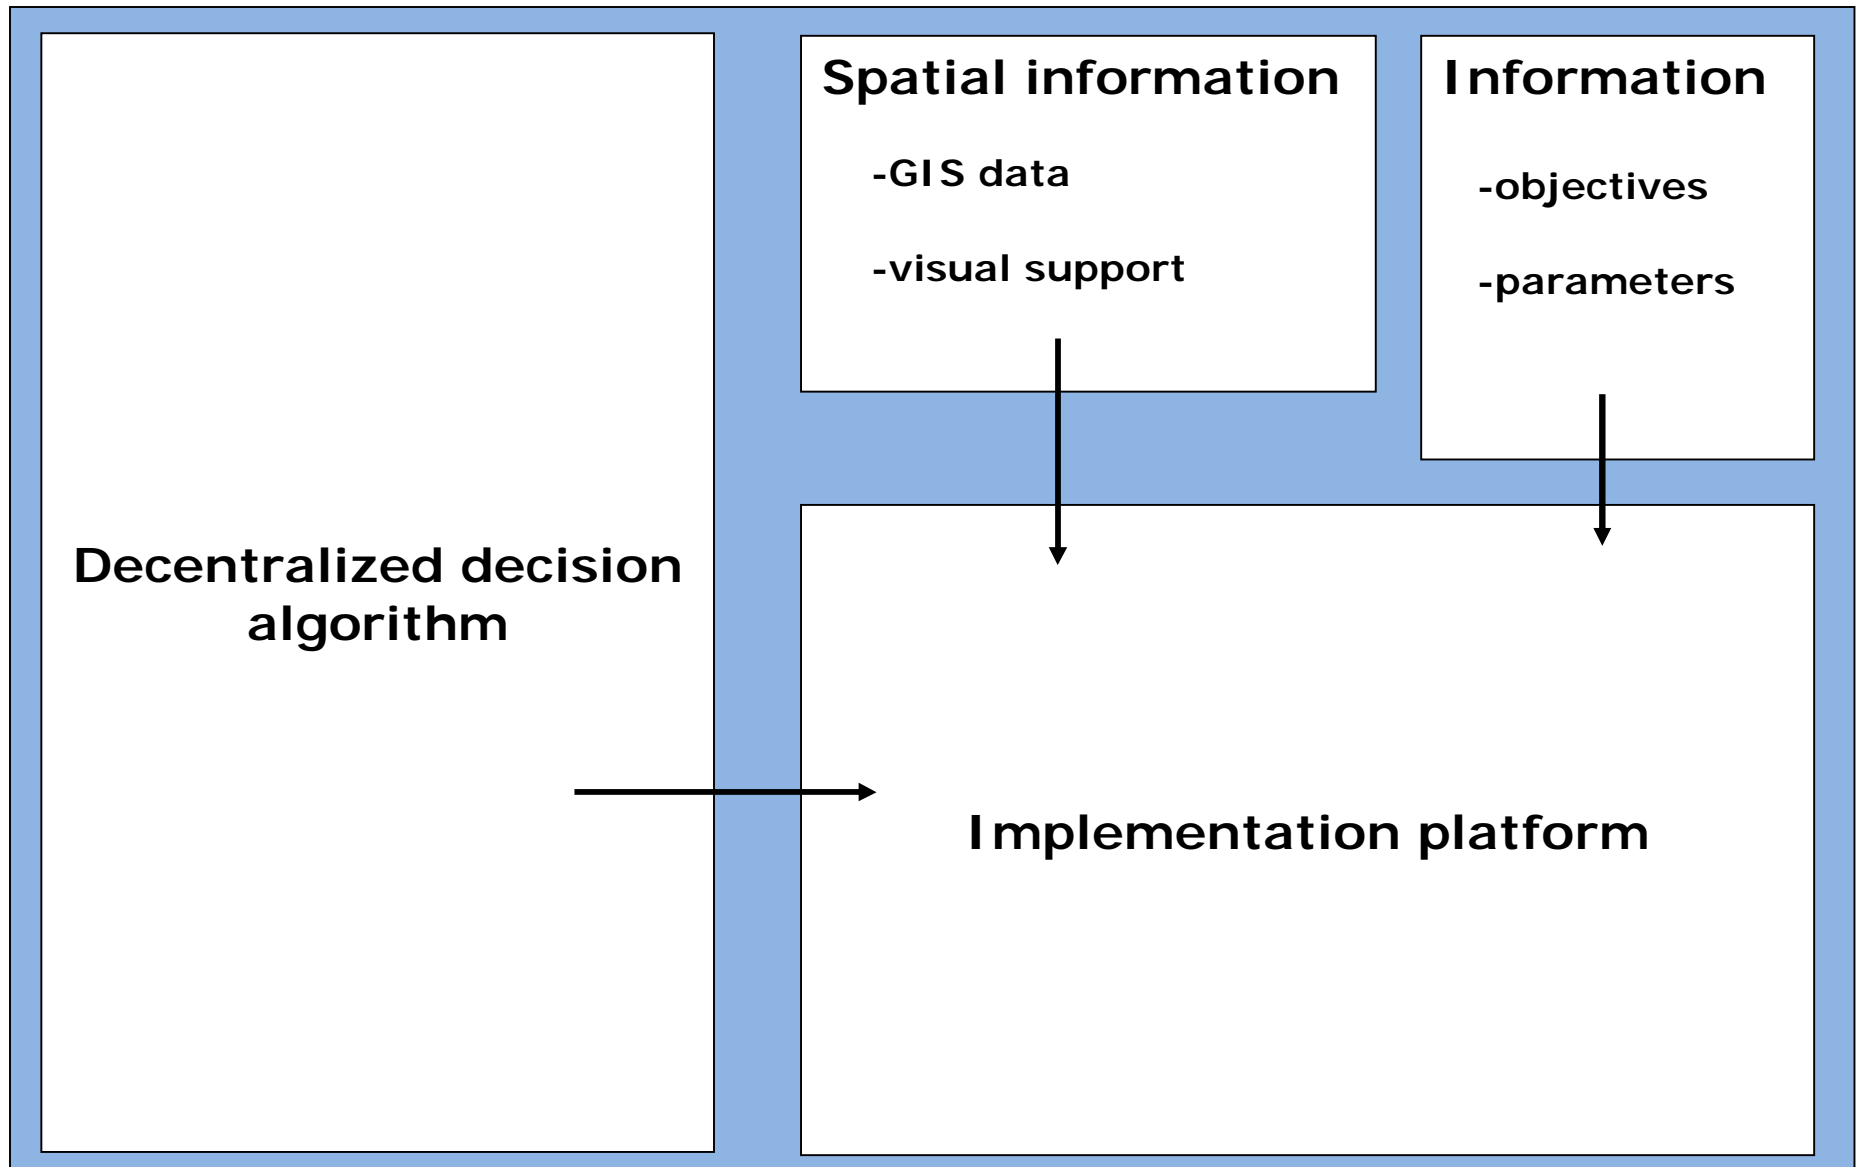 Spatial information
-GIS data
-visual support
Information
-objectives
-parameters
Decentralized decision
algorithm
Implementation platform